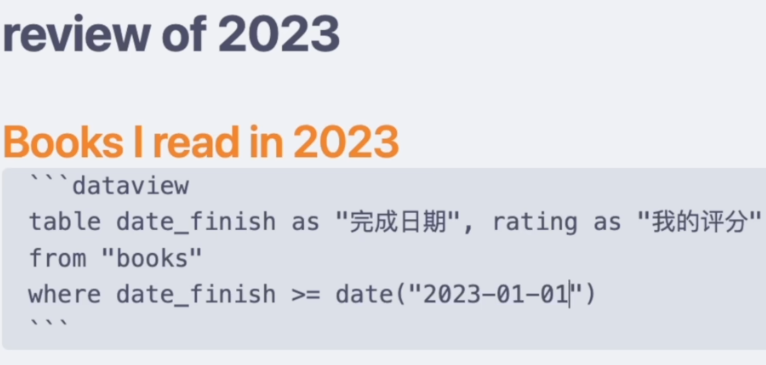 review of 2023
Books I read in 2023
```dataview
table date_finish as "完成日期", rating as "我的评分"
from "books"
where date_finish >= date("2023-01-01")
```